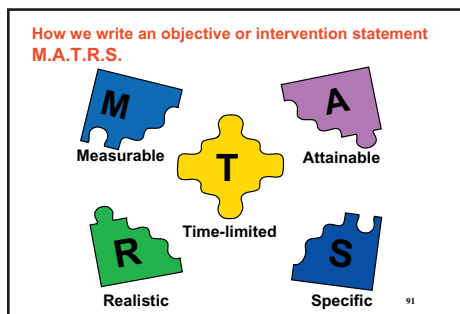 How we write an objective or intervention statement
M.A.T.R.S.
M
A
Measurable
Attainable
T
Time-limited
R
S
Realistic
Specific
91